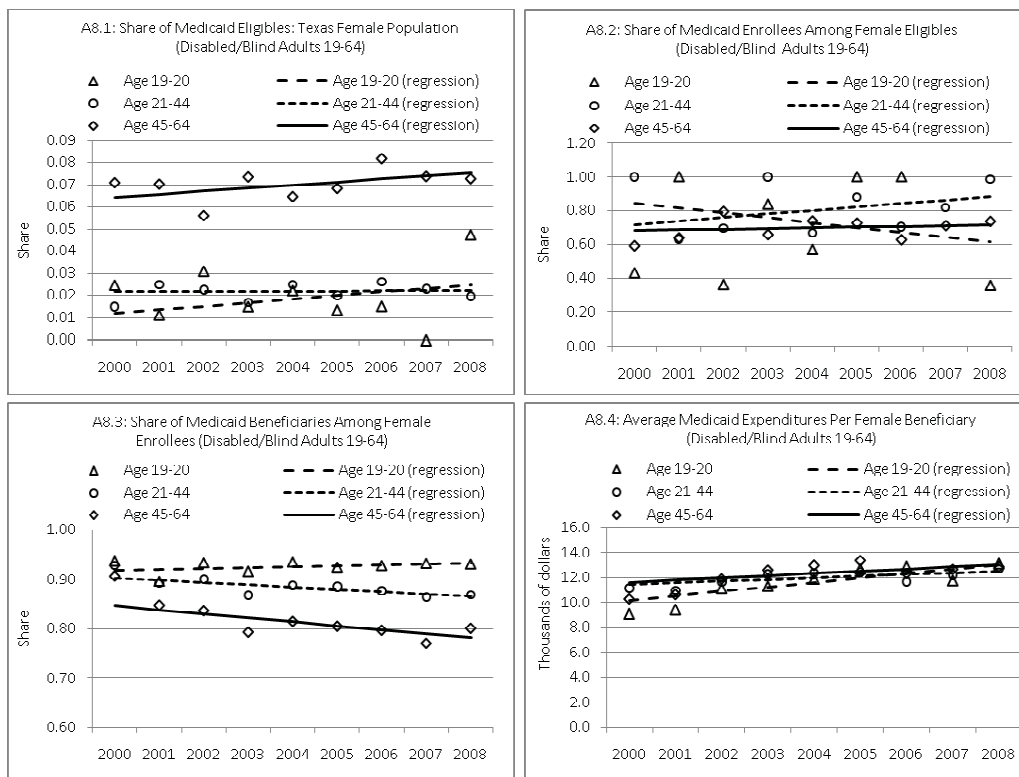 A8.1: Share of Medicaid Eligibles: Texas Female Population
(Disabled/Blind Adults 19-64)
Age 19-20
Age 19-20 (regression)
Age 21-44
Age 21-44 (regression)
Age 45-64
Age 45-64 (regression)
0.09
0.08
0.07
0.06
0.05
0.04
0.03
0.02
0.01
0.00
Share
2000 2001 2002 2003 2004 2005 2006 2007 2008
A8.2: Share of Medicaid Enrollees Among Female Eligibles
(Disabled/Blind Adults 19-64)
Age 19-20
Age 19-20 (regression)
Age 21-44
Age 21-44 (regression)
Age 45-64
Age 45-64 (regression)
1.20
1.00
0.80
0.60
0.40
0.20
0.00
Share
2000 2001 2002 2003 2004 2005 2006 2007 2008
A8.3: Share of Medicaid Beneficiaries Among Female
Enrollees (Disabled/Blind Adults 19-64)
Age 19-20
Age 19-20 (regression)
Age 21-44
Age 21-44 (regression)
Age 45-64
Age 45-64 (regression)
1.00
0.90
0.80
0.70
0.60
Share
2000 2001 2002 2003 2004 2005 2006 2007 2008
A8.4: Average Medicaid Expenditures Per Female Beneficiary
(Disabled/Blind Adults 19-64)
Age 19-20
Age 19-20 (regression)
Age 21-44
Age 21-44 (regression)
Age 45-64
Age 45-64 (regression)
16.0
14.0
12.0
10.0
8.0
6.0
4.0
2.0
0.0
Thousands of dollars
2000 2001 2002 2003 2004 2005 2006 2007 2008